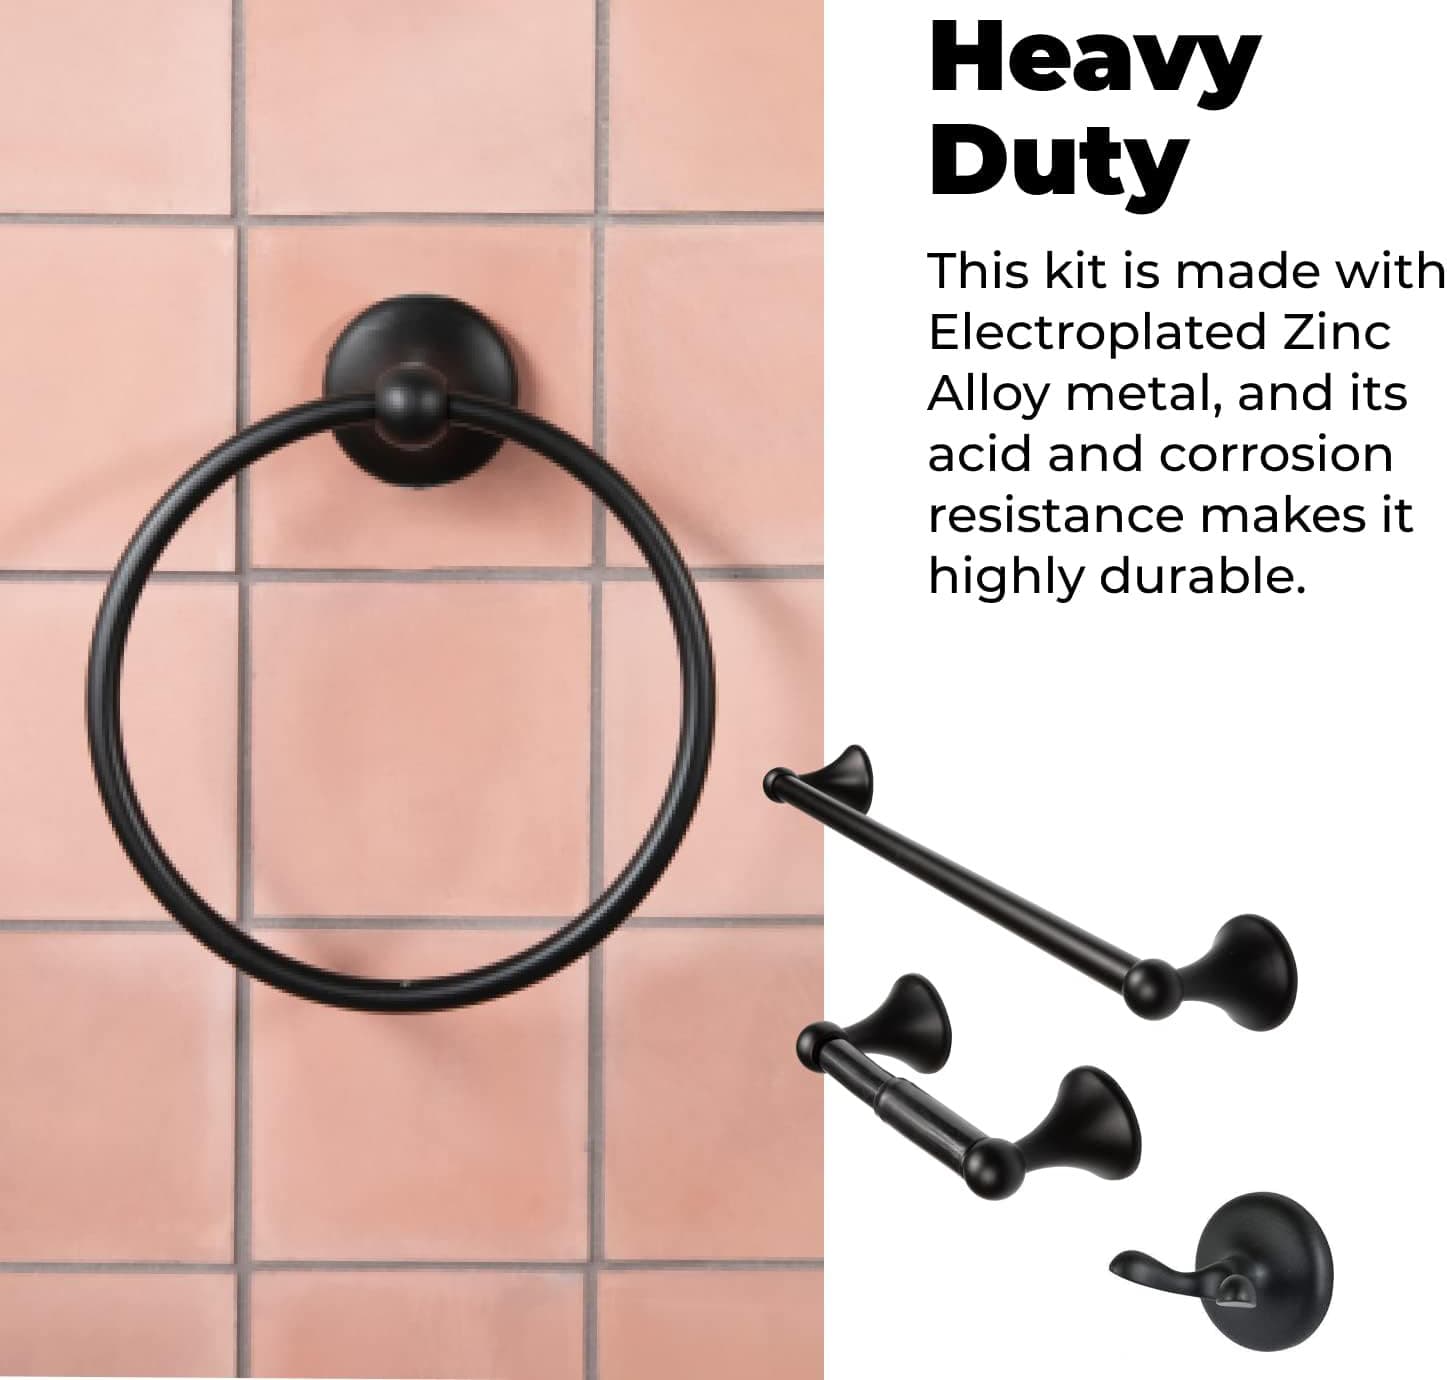 Heavy
Duty
This kit is made with
Electroplated Zinc
Alloy metal, and its
acid and corrosion
resistance makes it
highly durable.